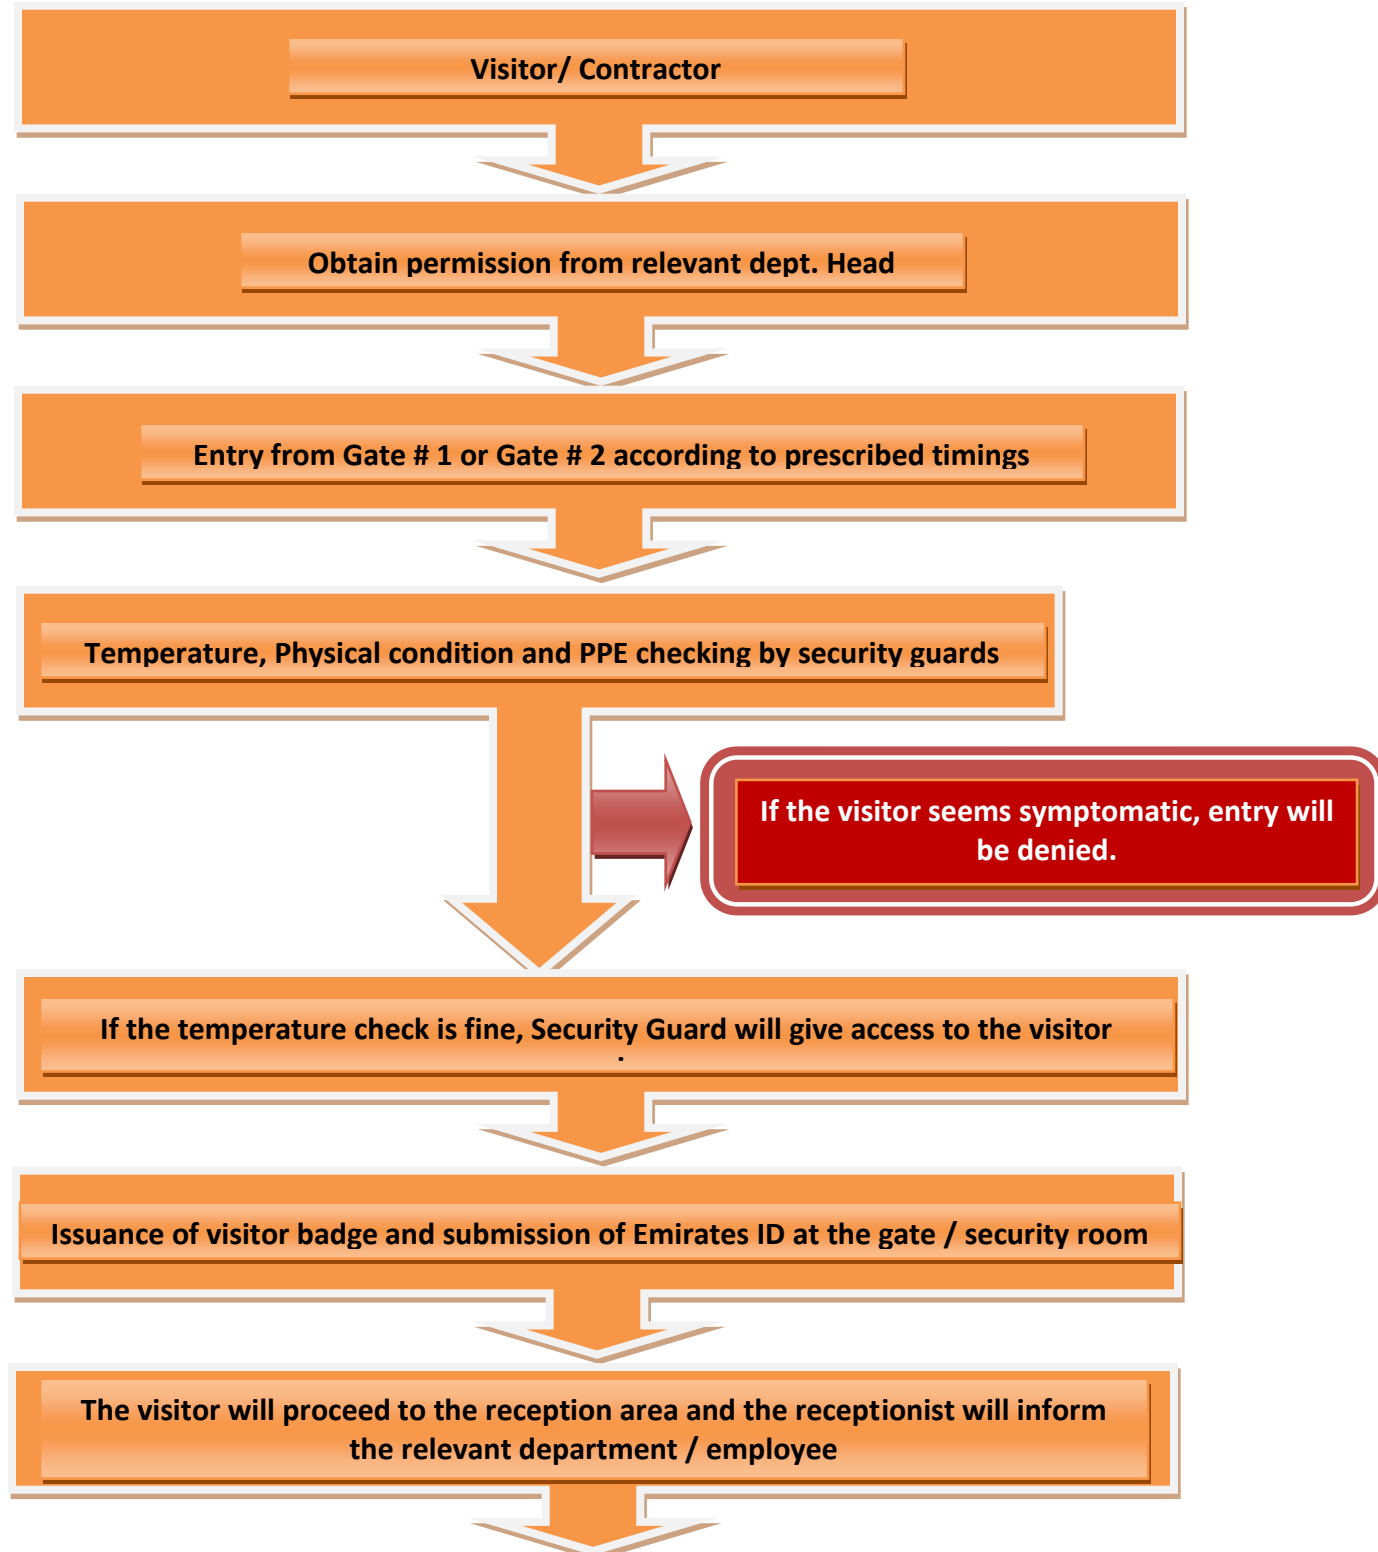 Visitor/ Contractor
Obtain permission from relevant dept. Head
Entry from Gate # 1 or Gate # 2 according to prescribed timings
Temperature, Physical condition and PPE checking by security guards
If the visitor seems symptomatic, entry will
be denied.
If the temperature check is fine, Security Guard will give access to the visitor
Issuance of visitor badge and submission of Emirates ID at the gate / security room
The visitor will proceed to the reception area and the receptionist will inform
the relevant department / employee